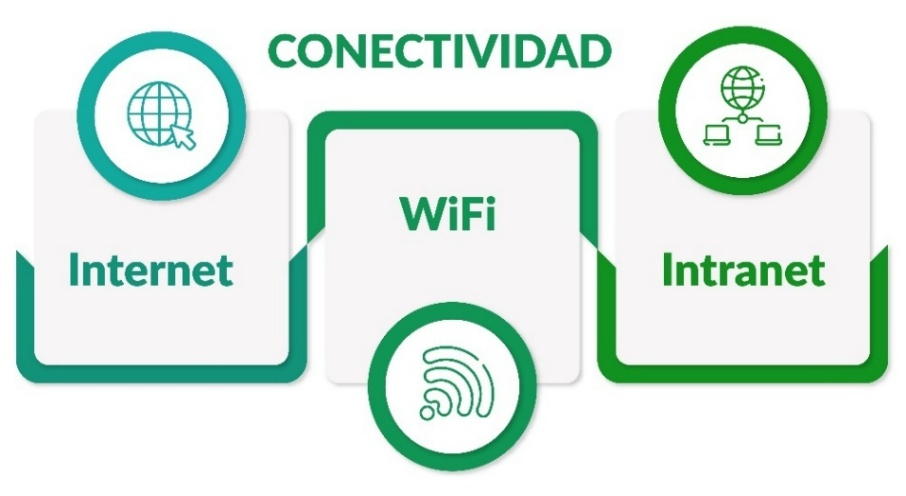 CONECTIVIDAD
Internet
WiFi
Intranet